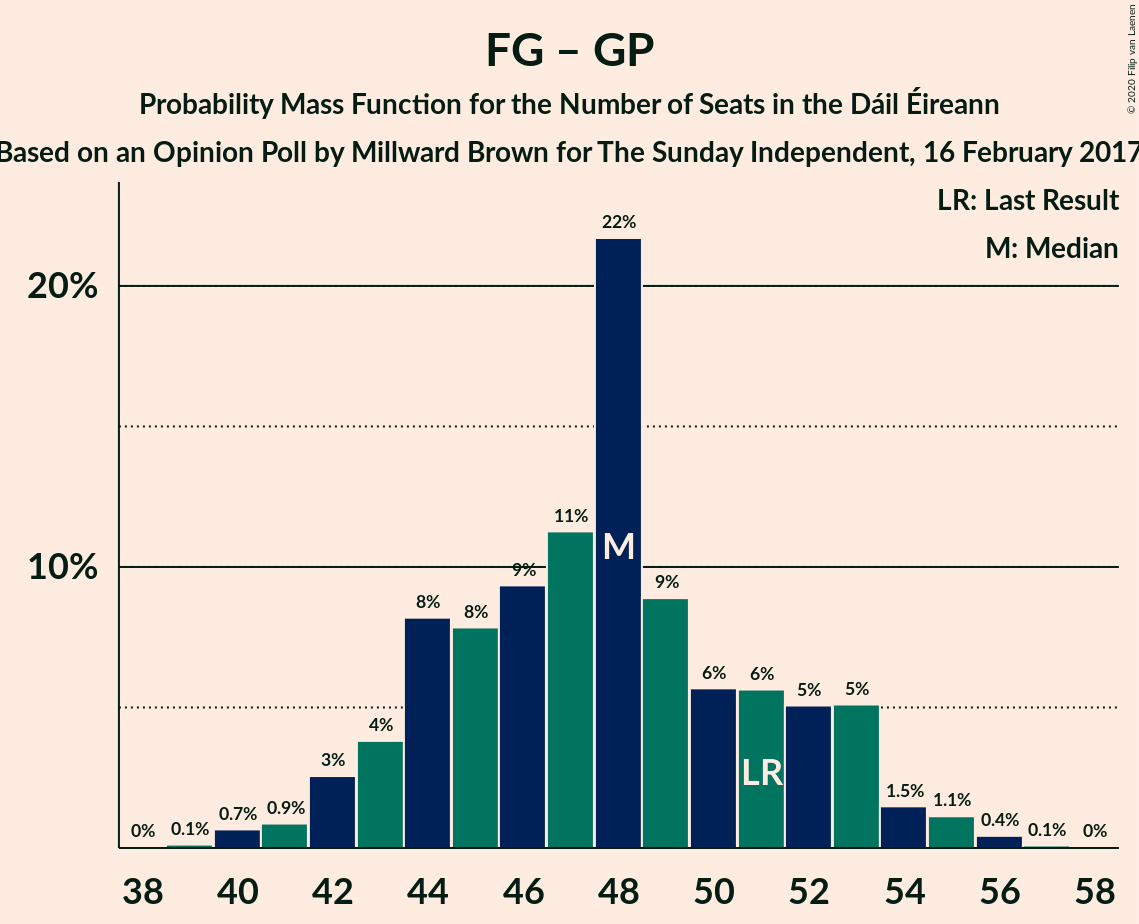 FG – GP
Probability Mass Function for the Number of Seats in the Dáil Éireann
Based on an Opinion Poll by Millward Brown for The Sunday Independent, 16 February 2017
© 2020 Filip van Laenen
LR: Last Result
M: Median
20%
10%
0%
0.1%
0.7%
0.9%
3%
4%
8%
8%
9%
11%
22%
9%
6%
6%
5%
5%
1.5%
1.1%
0.4%
0.1%
0%
M
LR
38 40 42 44 46 48 50 52 54 56 58